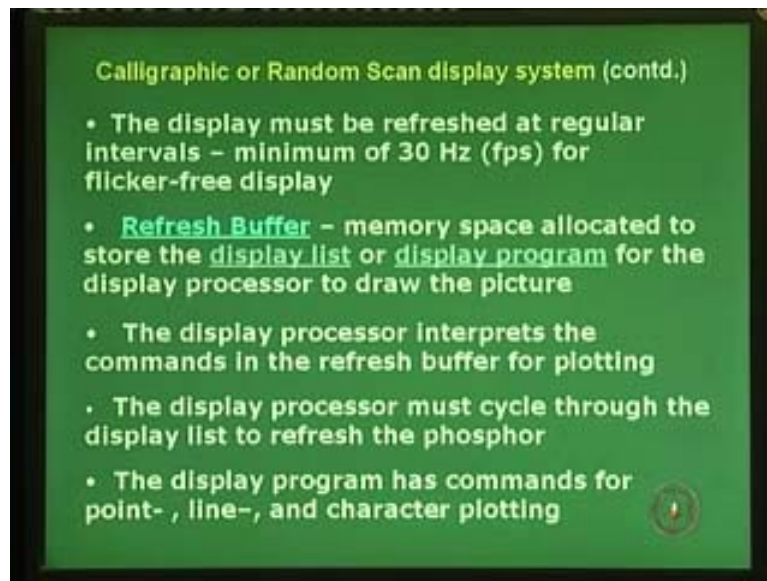 Calligraphic or Random Scan display system (contd.)
• The display must be refreshed at regular
intervals – minimum of 30 Hz (fps) for
flicker-free display
• Refresh Buffer – memory space allocated to
store the display list or display program for the
display processor to draw the picture
• The display processor interprets the
commands in the refresh buffer for plotting
• The display processor must cycle through the
display list to refresh the phosphor
• The display program has commands for
point- , line–, and character plotting